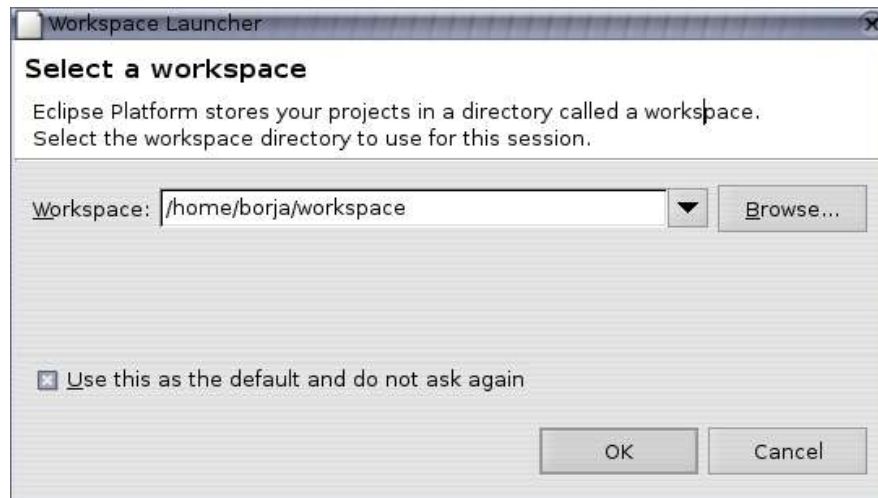 Workspace Launcher
Select a workspace
Eclipse Platform stores your projects in a directory called a workspace.
Select the workspace directory to use for this session.
Workspace: /home/borja/workspace Browse...
Use this as the default and do not ask again
OK Cancel